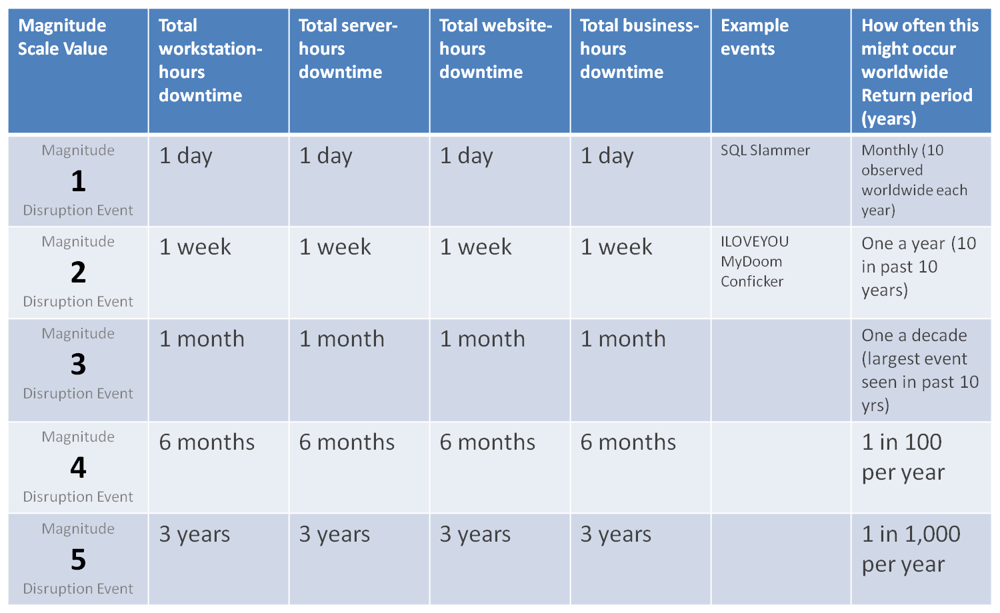 Magnitude
Scale Value
Total
workstation-
hours
downtime
Total server-
hours
downtime
Total website-
hours
downtime
Total business-
hours
downtime
Example
events
How often this
might occur
worldwide
Return period
(years)
Magnitude
1
Disruption Event
1 day
1 day
1 day
1 day
SQL Slammer
Monthly (10
observed
worldwide each
year)
Magnitude
2
Disruption Event
1 week
1 week
1 week
1 week
ILOVEYOU
MyDoom
Conficker
One a year (10
in past 10
years)
Magnitude
3
Disruption Event
1 month
1 month
1 month
1 month
One a decade
(largest event
seen in past 10
yrs)
Magnitude
4
Disruption Event
6 months
6 months
6 months
6 months
1 in 100
per year
Magnitude
5
Disruption Event
3 years
3 years
3 years
3 years
1 in 1,000
per year